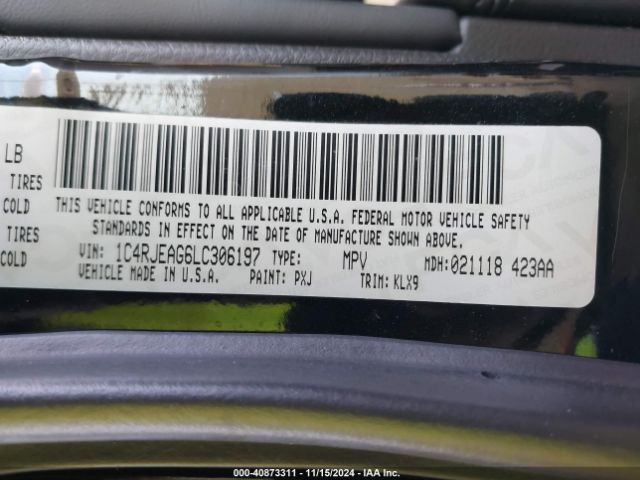 LB
TIRES
COLD
TIRES
COLD
THIS VEHICLE CONFORMS TO ALL APPLICABLE U.S.A. FEDERAL MOTOR VEHICLE SAFETY
STANDARDS IN EFFECT ON THE DATE OF MANUFACTURE SHOWN ABOVE.
VIN: 1C4RJEAG6LC306197 TYPE: MPV MDH:021118 423AA
VEHICLE MADE IN U.S.A. PAINT: PXJ TRIM: KLX9
000-40873311 - 11/15/2024 - IAA Inc.